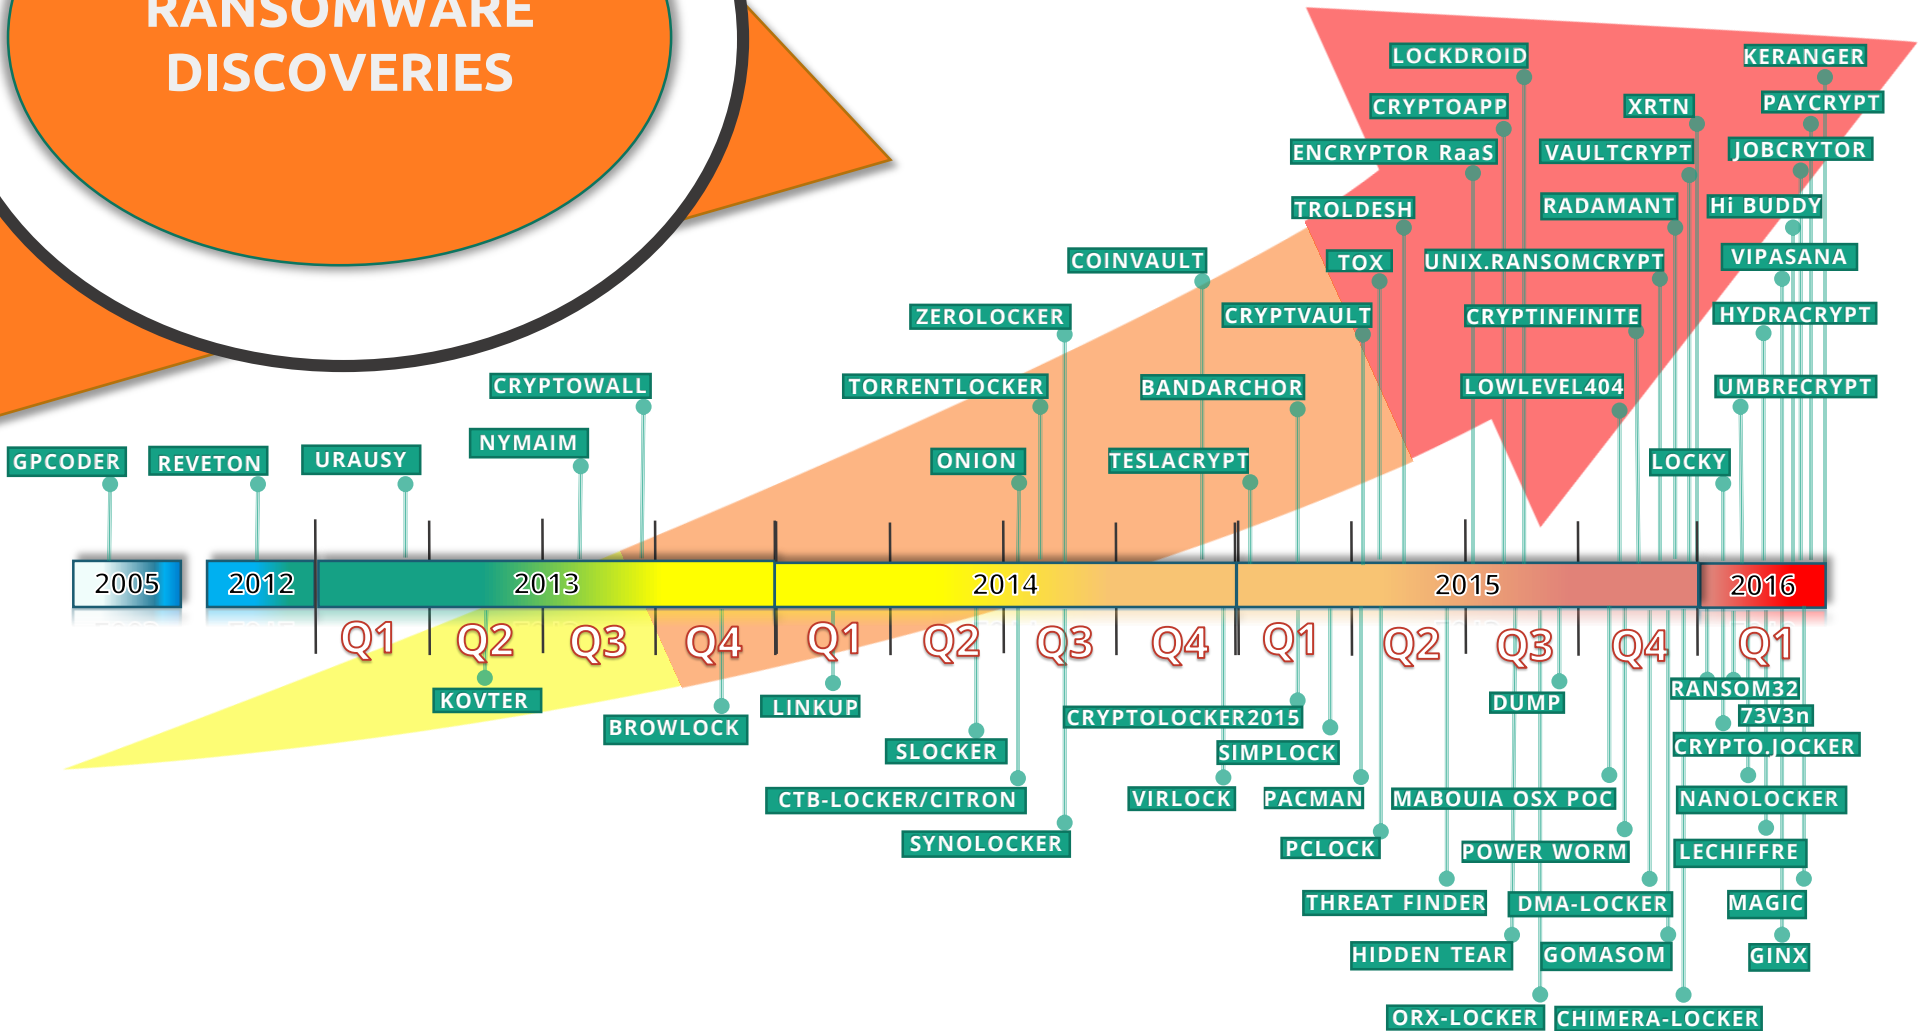 RANSOMWARE
DISCOVERIES
LOCKDROID
KERANGER
CRYPTOAPP
XRTN
PAYCRYPT
ENCRYPTOR RaaS
VAULTCRYPT
JOBCRYTOR
TROLDESH
RADAMANT
Hi BUDDY
COINVAULT
TOX
UNIX.RANSOMCRYPT
VIPASANA
ZEROLOCKER
CRYPTVAULT
CRYPTINFINITE
HYDRACRYPT
CRYPTOWALL
TORRENTLOCKER
BANDARCHOR
LOWLEVEL404
UMBRECRYPT
NYMAIM
GPCODER
REVETON
URAUSY
ONION
TESLACRYPT
LOCKY
2005
2012
2013
2014
2015
2016
Q1
Q2
Q3
Q4
Q1
Q2
Q3
Q4
Q1
Q2
Q3
Q4
Q1
KOVTER
BROWLOCK
LINKUP
DUMP
RANSOM32
CRYPTOLOCKER2015
73V3n
SLOCKER
SIMPLOCK
CRYPTO.JOCKER
CTB-LOCKER/CITRON
VIRLOCK
PACMAN
MABOUIA OSX POC
NANOLOCKER
SYNOLOCKER
PCLOCK
POWER WORM
LECHIFFRE
THREAT FINDER
DMA-LOCKER
MAGIC
HIDDEN TEAR
GOMASOM
GINX
ORX-LOCKER
CHIMERA-LOCKER